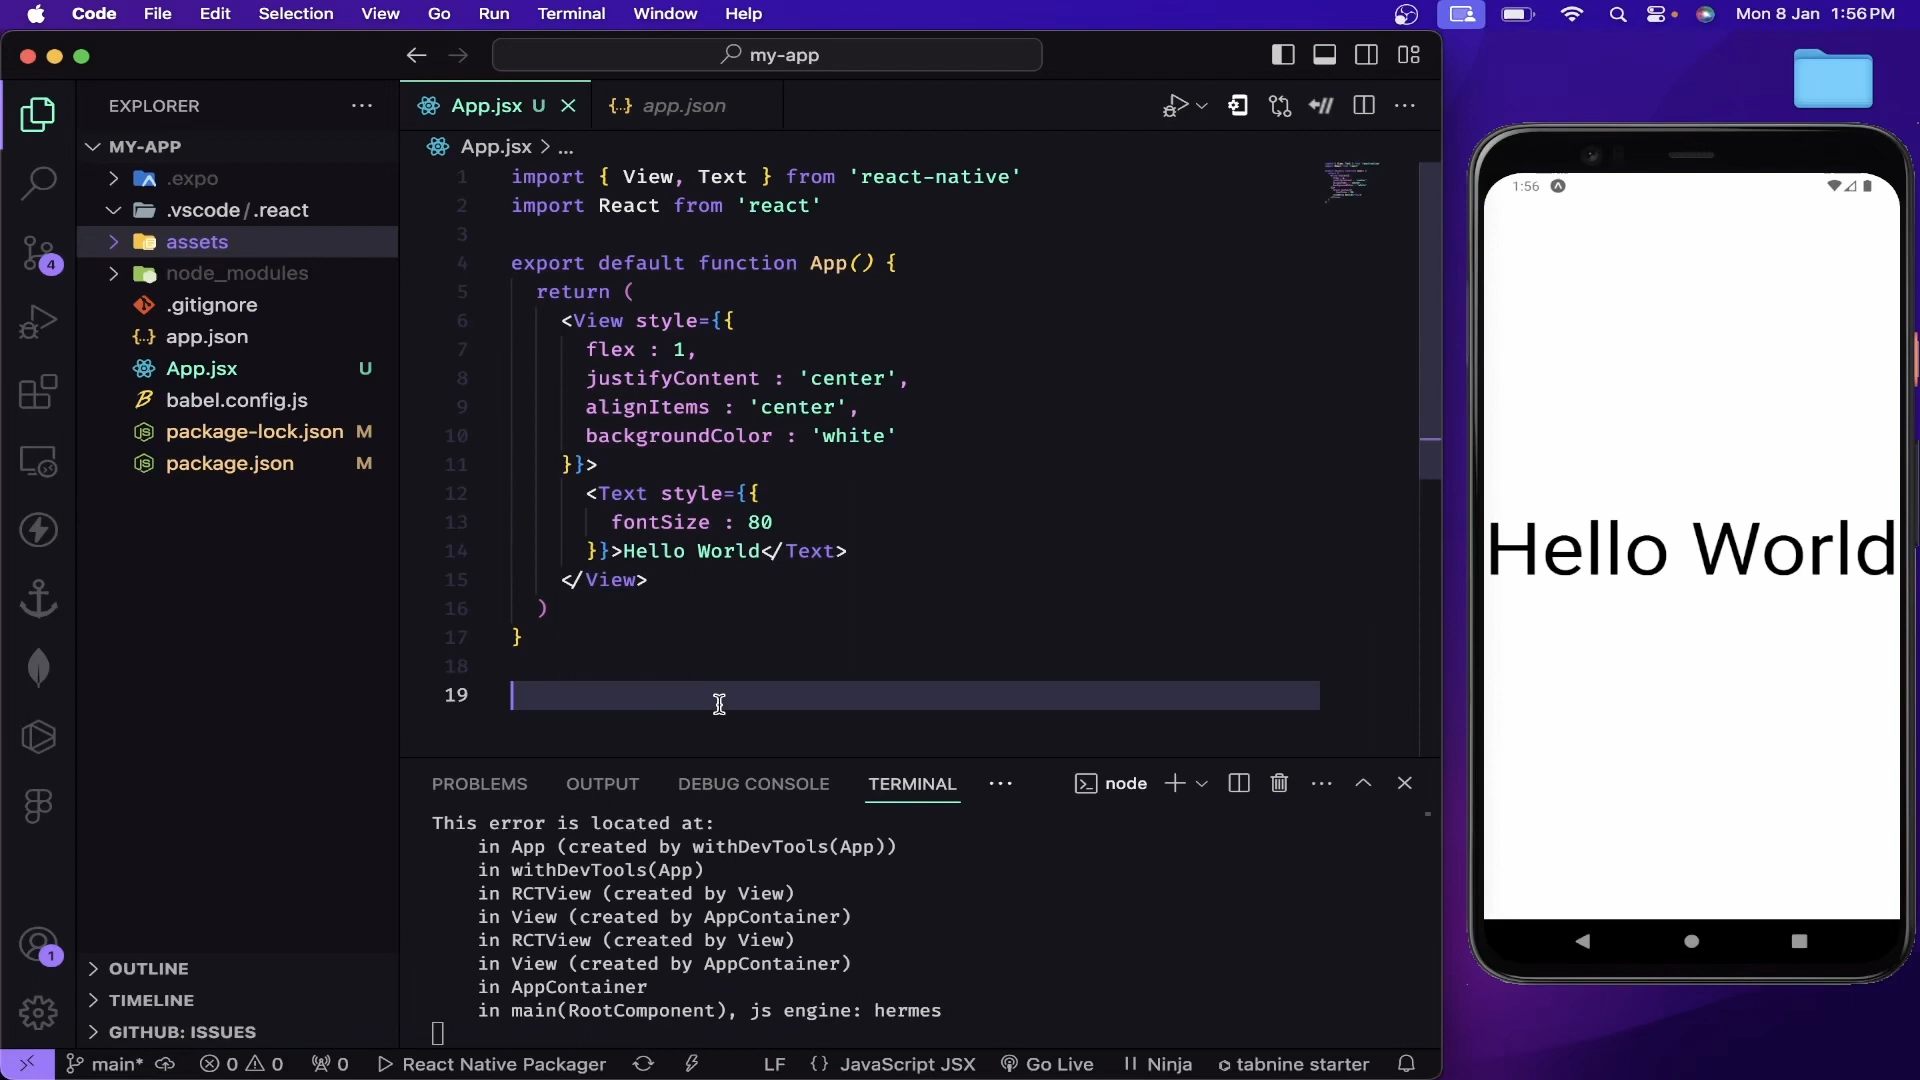 Code File Edit Selection View Go Run Terminal Window Help Mon 8 Jan 1:56 PM
my-app
EXPLORER
MY-APP
.expo
.vscode / .react
assets
node_modules
.gitignore
app.json
App.jsx U
babel.config.js
package-lock.json M
package.json M
OUTLINE
TIMELINE
GITHUB: ISSUES
4
1
App.jsx U
{..} app.json
App.jsx > ...
1 import { View, Text } from 'react-native'
2 import React from 'react'
3
4 export default function App() {
5 return (
6 <View style={{
7 flex : 1,
8 justifyContent : 'center',
9 alignItems : 'center',
10 backgroundColor : 'white'
11 }}>
12 <Text style={{
13 fontSize : 80
14 }}>Hello World</Text>
15 </View>
16 )
17 }
18
19
PROBLEMS OUTPUT DEBUG CONSOLE TERMINAL ... node
This error is located at:
in App (created by withDevTools(App))
in withDevTools(App)
in RCTView (created by View)
in View (created by AppContainer)
in RCTView (created by View)
in View (created by AppContainer)
in AppContainer
in main(RootComponent), js engine: hermes
main* 0 0 0 React Native Packager LF {} JavaScript JSX Go Live Ninja tabnine starter
1:56
Hello World